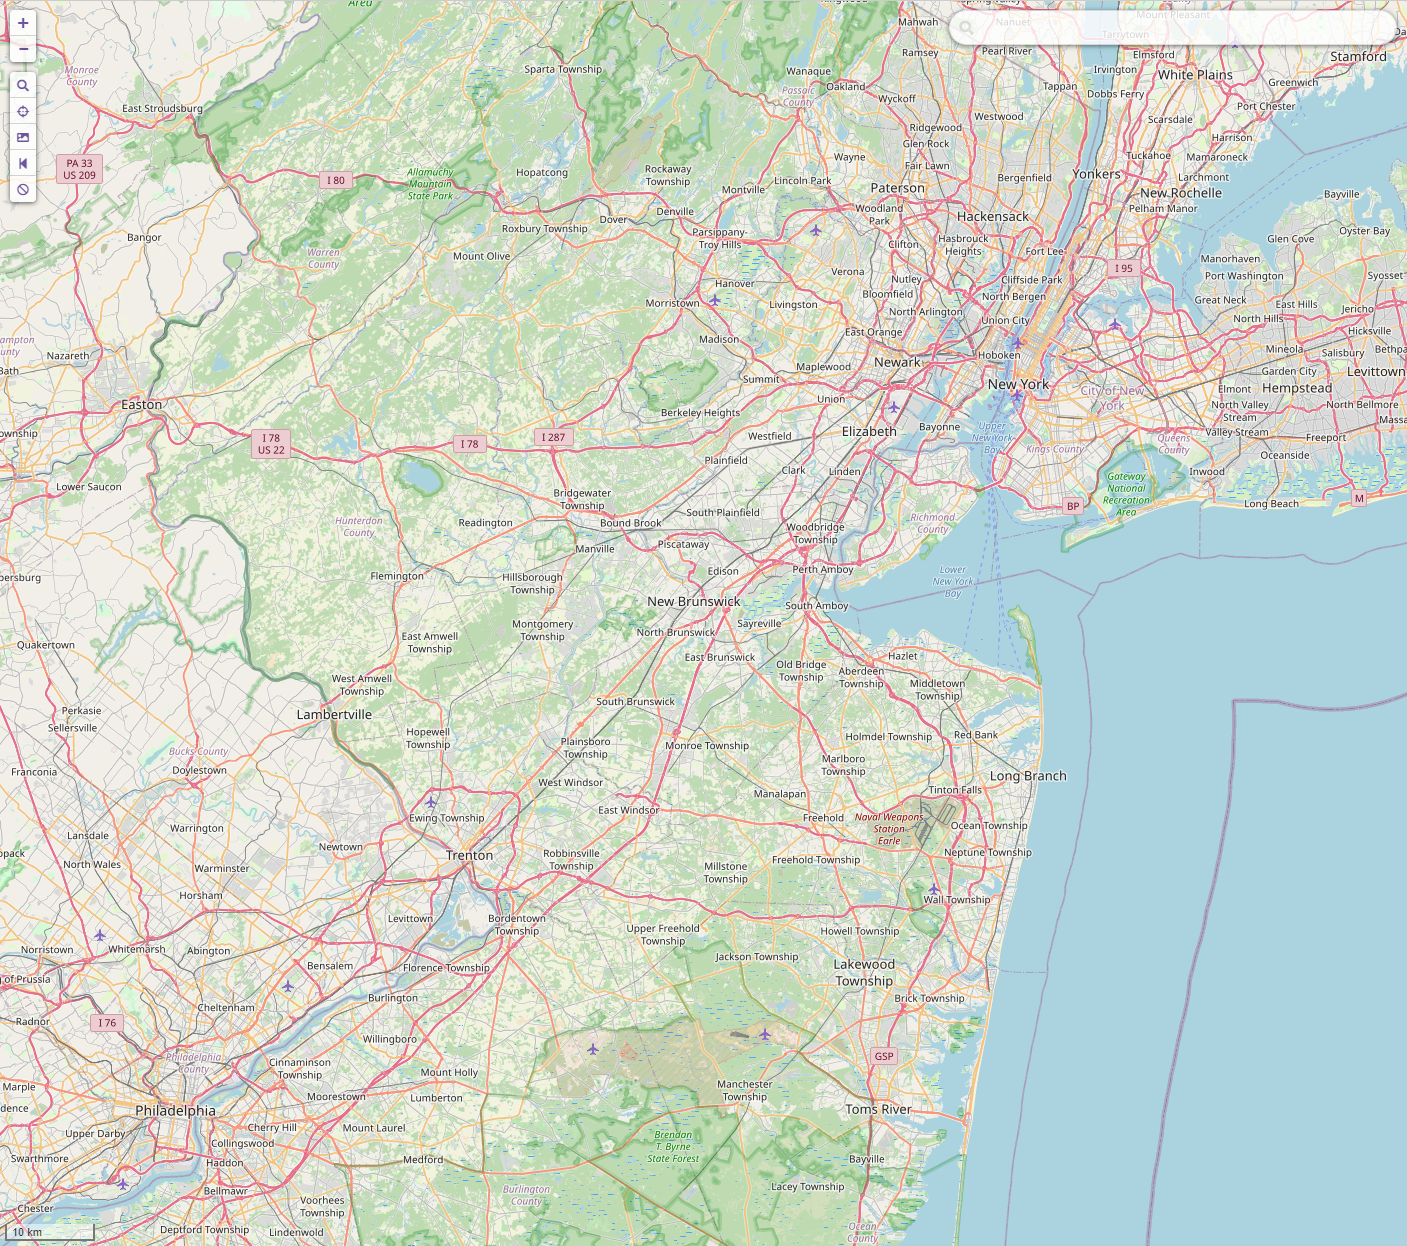 Area
Mahwah
Nanuet
Mount Pleasant
Tarrytown
Monroe
County
Sparta Township
Wanaque
Passaic
County
Oakland
Ramsey
Pearl River
Elmsford
Stamford
Irvington
White Plains
Greenwich
Tappan
Dobbs Ferry
Wyckoff
East Stroudsburg
Westwood
Port Chester
Scarsdale
Ridgewood
Glen Rock
Harrison
Fair Lawn
Tuckahoe
Mamaroneck
Wayne
PA 33
US 209
I 80
Allamuchy
Mountain
State Park
Hopatcong
Rockaway
Township
Montville
Lincoln Park
Paterson
Bergenfield
Yonkers
Larchmont
New Rochelle
Pelham Manor
Bayville
Denville
Dover
Woodland
Park
Hackensack
Roxbury Township
Parsippany-
Troy Hills
Clifton
Hasbrouck
Heights
Fort Lee
Glen Cove
Oyster Bay
Bangor
Warren
County
Mount Olive
Manorhaven
Port Washington
I 95
Verona
Nutley
Cliffside Park
Syosset
Hanover
Bloomfield
North Bergen
Morristown
Livingston
North Arlington
Great Neck
East Hills
Jericho
Union City
North Hills
East Orange
Hicksville
Madison
Nazareth
Bath
Hoboken
Mineola
Salisbury
Newark
Maplewood
Garden City
Levittown
Summit
New York
City of New
York
Elmont
Hempstead
Easton
Union
North Valley
Stream
North Bellmore
Berkeley Heights
Bayonne
Elizabeth
Upper
New York
Bay
Valley Stream
Freeport
Westfield
I 78
US 22
I 78
I 287
Kings County
Queens
County
Oceanside
Plainfield
Clark
Linden
Inwood
Gateway
National
Recreation
Area
Lower Saucon
Bridgewater
Township
M
BP
Long Beach
South Plainfield
Hunterdon
County
Readington
Bound Brook
Woodbridge
Township
Richmond
County
Manville
Piscataway
Edison
Perth Amboy
Flemington
Hillsborough
Township
Lower
New York
Bay
New Brunswick
South Amboy
Montgomery
Township
North Brunswick
Sayreville
Quakertown
East Amwell
Township
East Brunswick
Old Bridge
Township
Hazlet
Aberdeen
Township
West Amwell
Township
Middletown
Township
South Brunswick
Perkasie
Sellersville
Lambertville
Hopewell
Township
Plainsboro
Township
Monroe Township
Holmdel Township
Red Bank
Bucks County
Doylestown
Franconia
Marlboro
Township
Long Branch
West Windsor
Manalapan
Tinton Falls
East Windsor
Ewing Township
Freehold
Naval Weapons
Station
Earle
Ocean Township
Lansdale
Warrington
Newtown
Trenton
Robbinsville
Township
Freehold Township
Neptune Township
North Wales
Warminster
Millstone
Township
Horsham
Wall Township
Levittown
Bordentown
Township
Upper Freehold
Township
Howell Township
Norristown
Whitemarsh
Abington
Jackson Township
of Prussia
Bensalem
Florence Township
Lakewood
Township
Burlington
Brick Township
Cheltenham
Radnor
I 76
Willingboro
Philadelphia
County
Cinnaminson
Township
GSP
Mount Holly
Marple
Manchester
Township
Moorestown
Lumberton
Philadelphia
Toms River
Upper Darby
Cherry Hill
Mount Laurel
Collingswood
Brendan
T. Byrne
State Forest
Swarthmore
Haddon
Medford
Bayville
Bellmawr
Burlington
County
Lacey Township
Chester
Voorhees
Township
Deptford Township
Lindenwold
Ocean
County
10 km